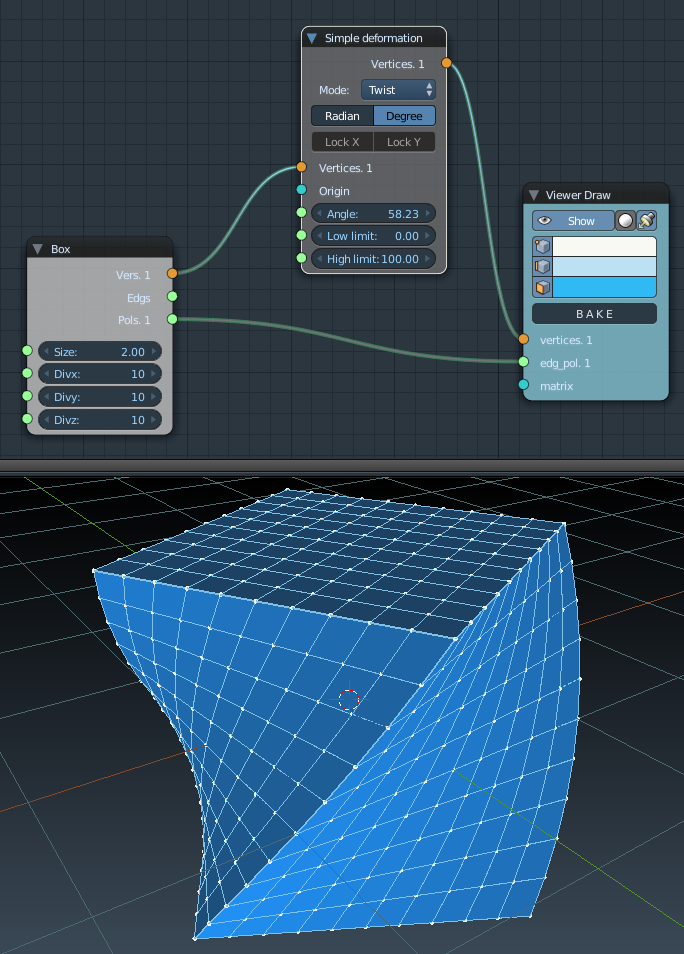 Simple deformation
Vertices. 1
Mode: Twist
Radian Degree
Lock X Lock Y
Vertices. 1
Origin
Angle: 58.23
Low limit: 0.00
High limit: 100.00
Box
Vers. 1
Edgs
Pols. 1
Size: 2.00
Divx: 10
Divy: 10
Divz: 10
Viewer Draw
Show
BAKE
vertices. 1
edg_pol. 1
matrix